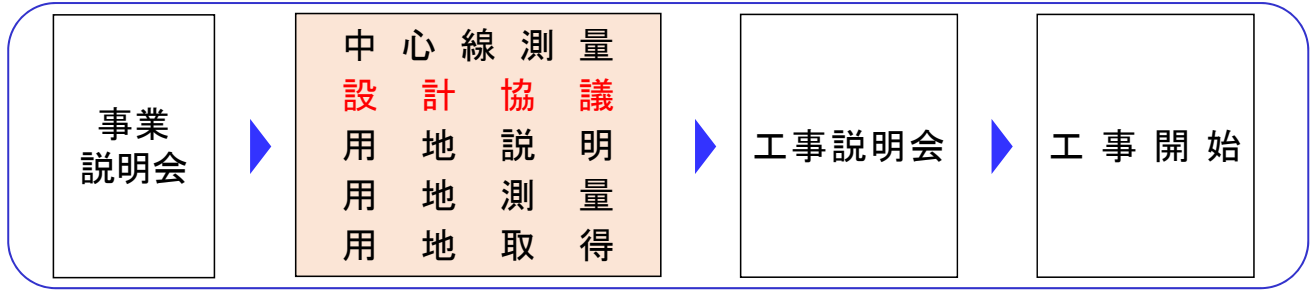 事業
説明会
中心線測量
設計協議
用地説明
用地測量
用地取得
工事説明会
工事開始